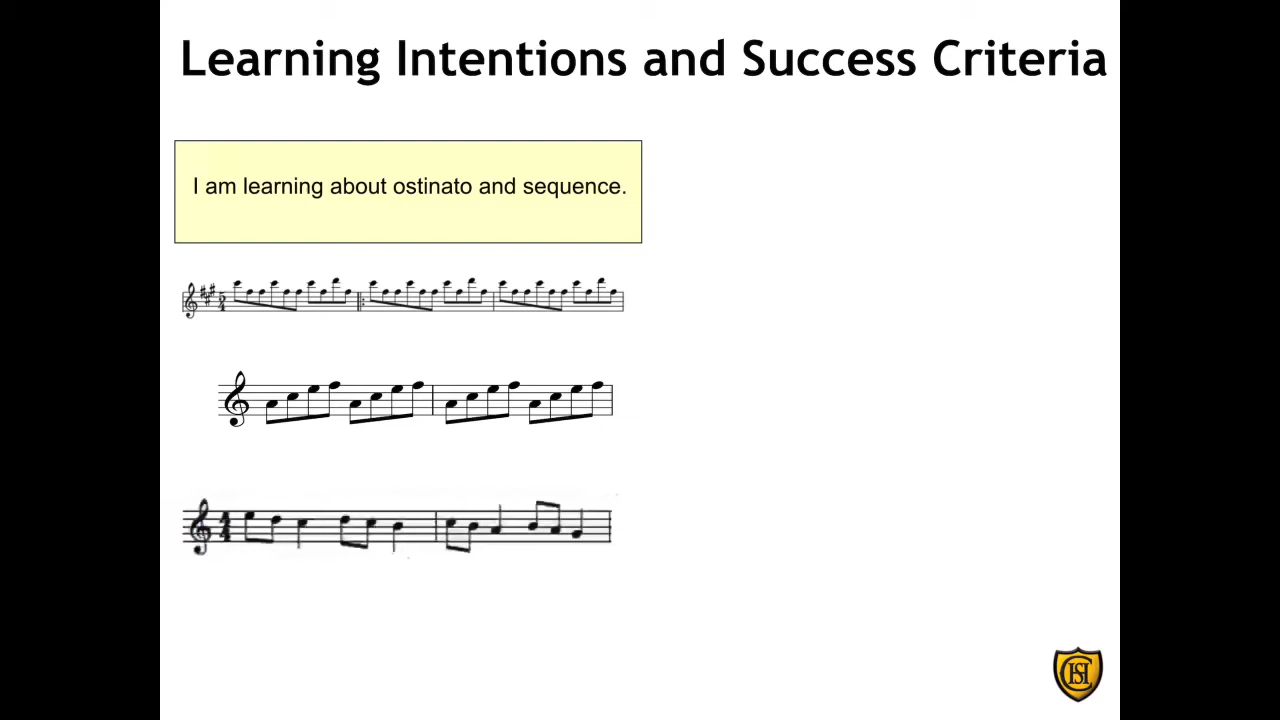 Learning Intentions and Success Criteria
I am learning about ostinato and sequence.